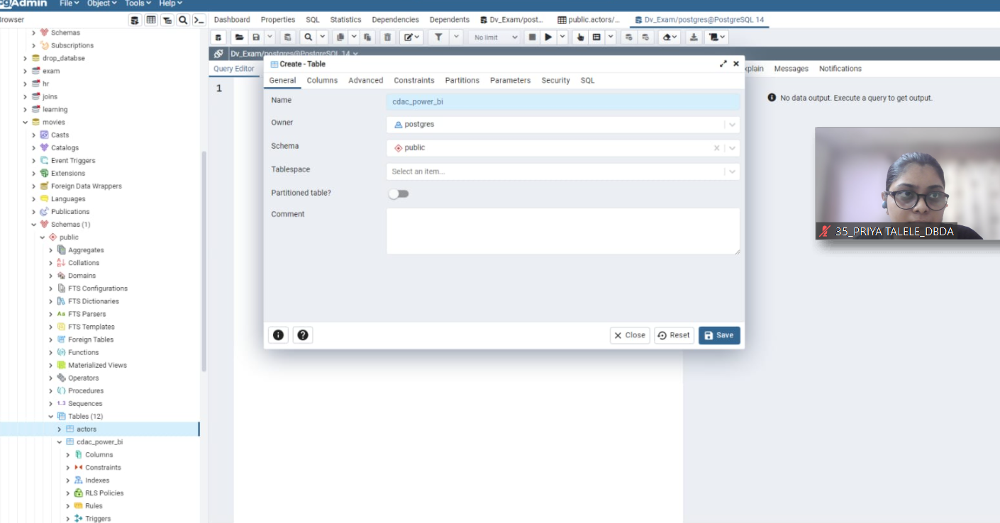 pgAdmin File Object Tools Help
Browser
Dashboard Properties SQL Statistics Dependencies Dependents Dv_Exam/post... public.actors/... Dv_Exam/postgres@PostgreSQL 14
No limit
Dv_Exam/postgres@PostgreSQL 14
Query Editor
xplain Messages Notifications
1
No data output. Execute a query to get output.
Create - Table
General Columns Advanced Constraints Partitions Parameters Security SQL
Name cdac_power_bi
Owner postgres
Schema public
Tablespace Select an item...
Partitioned table?
Comment
Close Reset Save
35_PRIYA TALELE_DBDA
Schemas
Subscriptions
drop_databse
exam
hr
joins
learning
movies
Casts
Catalogs
Event Triggers
Extensions
Foreign Data Wrappers
Languages
Publications
Schemas (1)
public
Aggregates
Collations
Domains
FTS Configurations
FTS Dictionaries
Aa FTS Parsers
FTS Templates
Foreign Tables
Functions
Materialized Views
Operators
Procedures
1..3 Sequences
Tables (12)
actors
cdac_power_bi
Columns
Constraints
Indexes
RLS Policies
Rules
Triggers